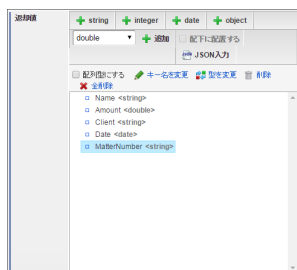 返却値
string integer date object
double 追加 配下に配置する
JSON入力
配列型にする キー名を変更 型を変更 削除
全削除
Name <string>
Amount <double>
Client <string>
Date <date>
MatterNumber <string>